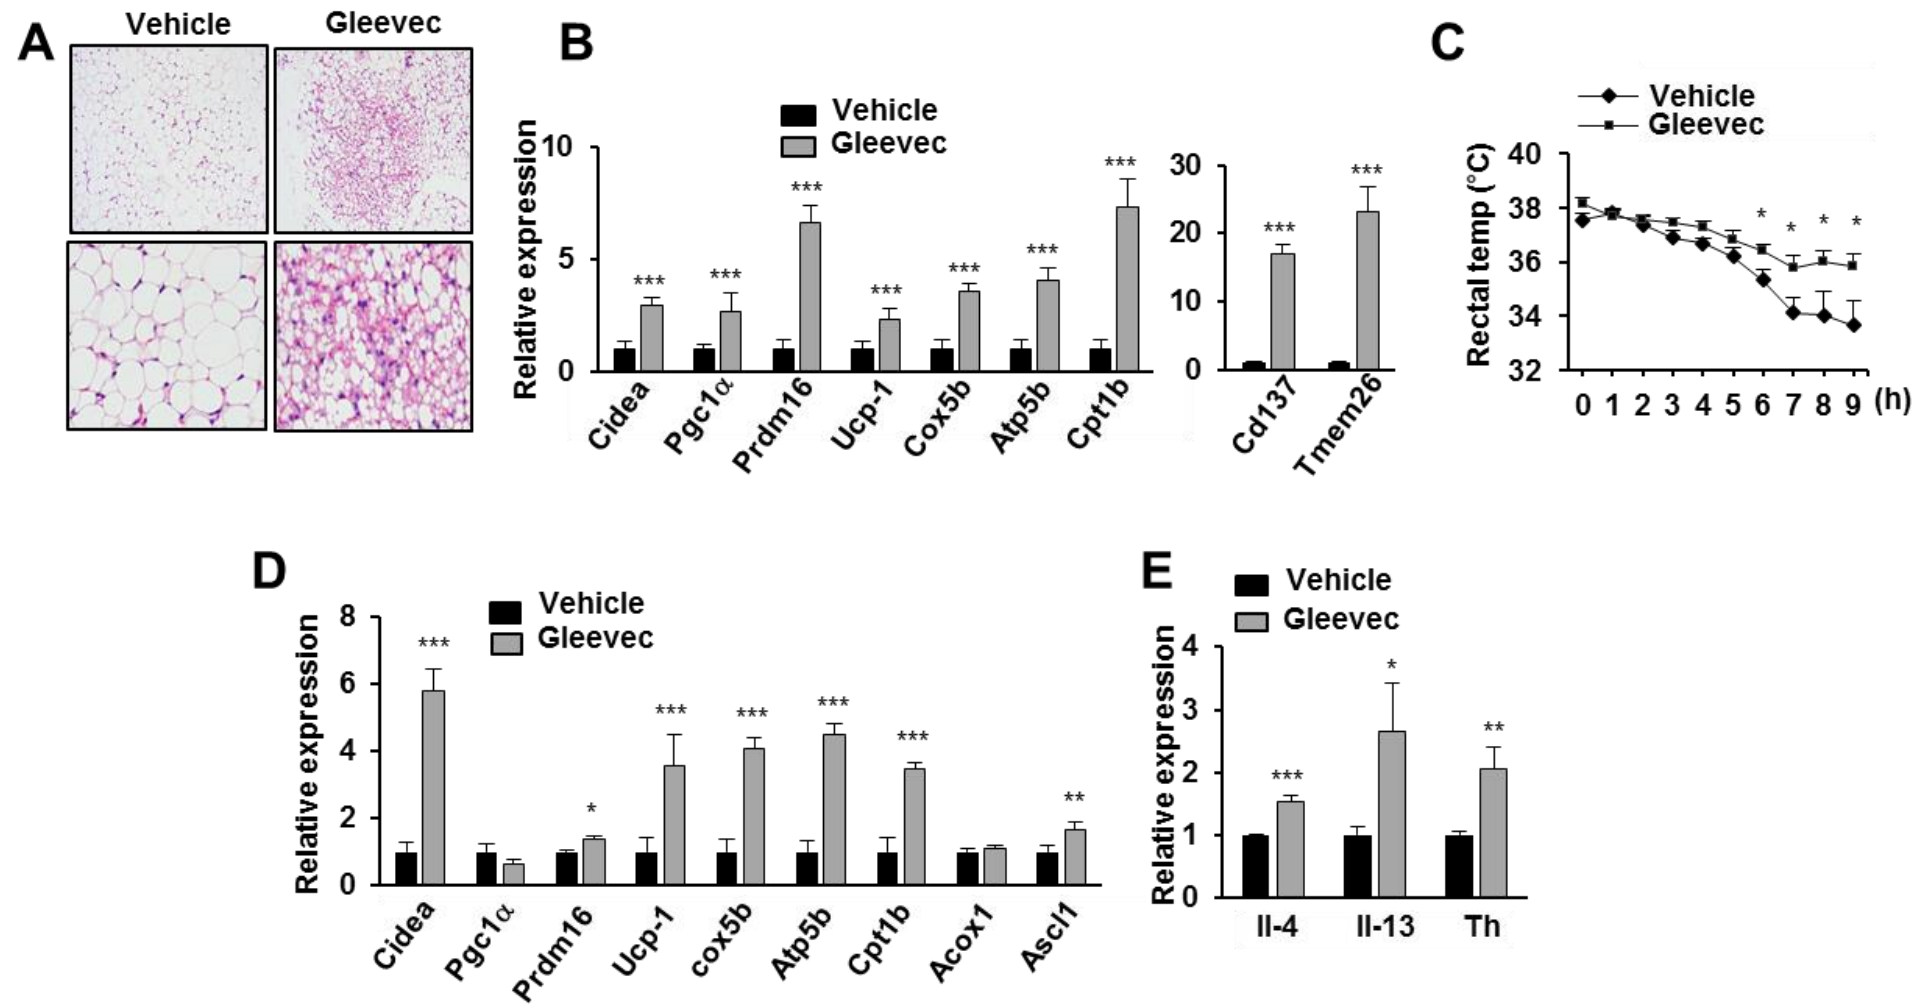 A
Vehicle
Gleevec
B
Vehicle
Gleevec
Relative expression
10
5
0
Cidea
Pgc1α
Prdm16
Ucp-1
Cox5b
Atp5b
Cpt1b
***
***
***
***
***
***
***
30
20
10
0
Cd137
Tmem26
***
***
C
Vehicle
Gleevec
Rectal temp (°C)
40
38
36
34
32
0 1 2 3 4 5 6 7 8 9 (h)
* * * *
D
Vehicle
Gleevec
Relative expression
8
6
4
2
0
***
*
***
***
***
***
**
Cidea
Pgc1α
Prdm16
Ucp-1
cox5b
Atp5b
Cpt1b
Acox1
Ascl1
E
Vehicle
Gleevec
Relative expression
4
3
2
1
0
***
*
**
Il-4
Il-13
Th